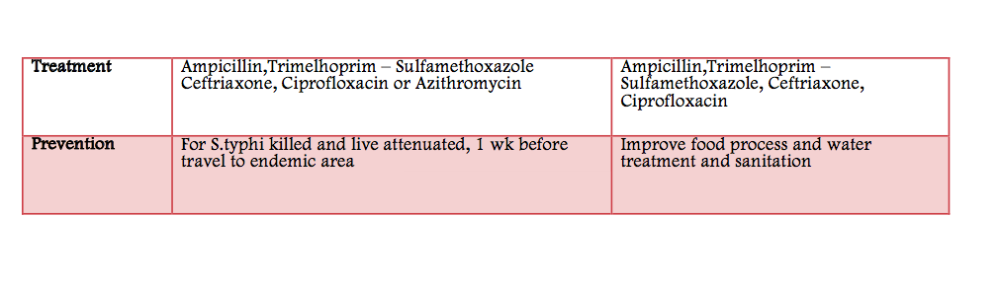 Treatment
Ampicillin,Trimelhoprim – Sulfamethoxazole
Ceftriaxone, Ciprofloxacin or Azithromycin
Ampicillin,Trimelhoprim –
Sulfamethoxazole, Ceftriaxone,
Ciprofloxacin
Prevention
For S.typhi killed and live attenuated, 1 wk before
travel to endemic area
Improve food process and water
treatment and sanitation